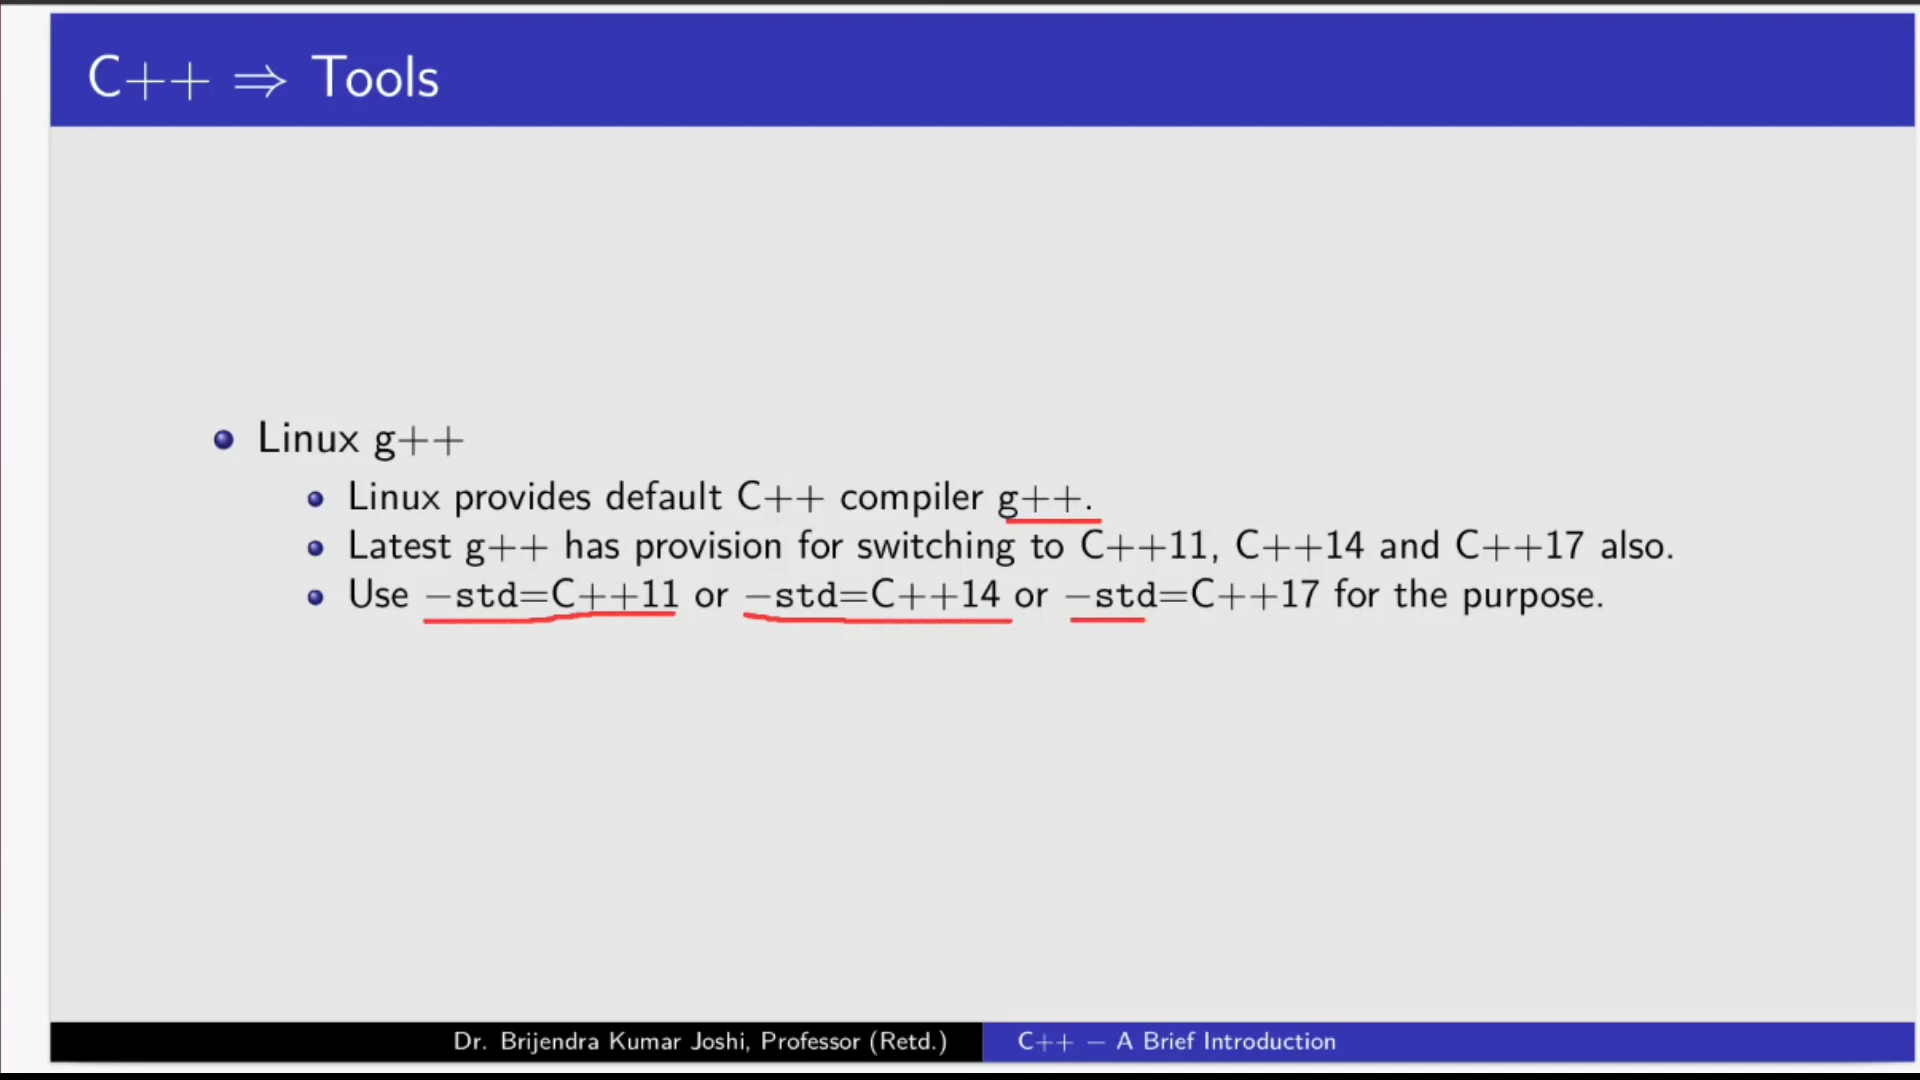 C++ ⇒ Tools
Linux g++
Linux provides default C++ compiler g++.
Latest g++ has provision for switching to C++11, C++14 and C++17 also.
Use −std=C++11 or −std=C++14 or −std=C++17 for the purpose.
Dr. Brijendra Kumar Joshi, Professor (Retd.) C++ − A Brief Introduction